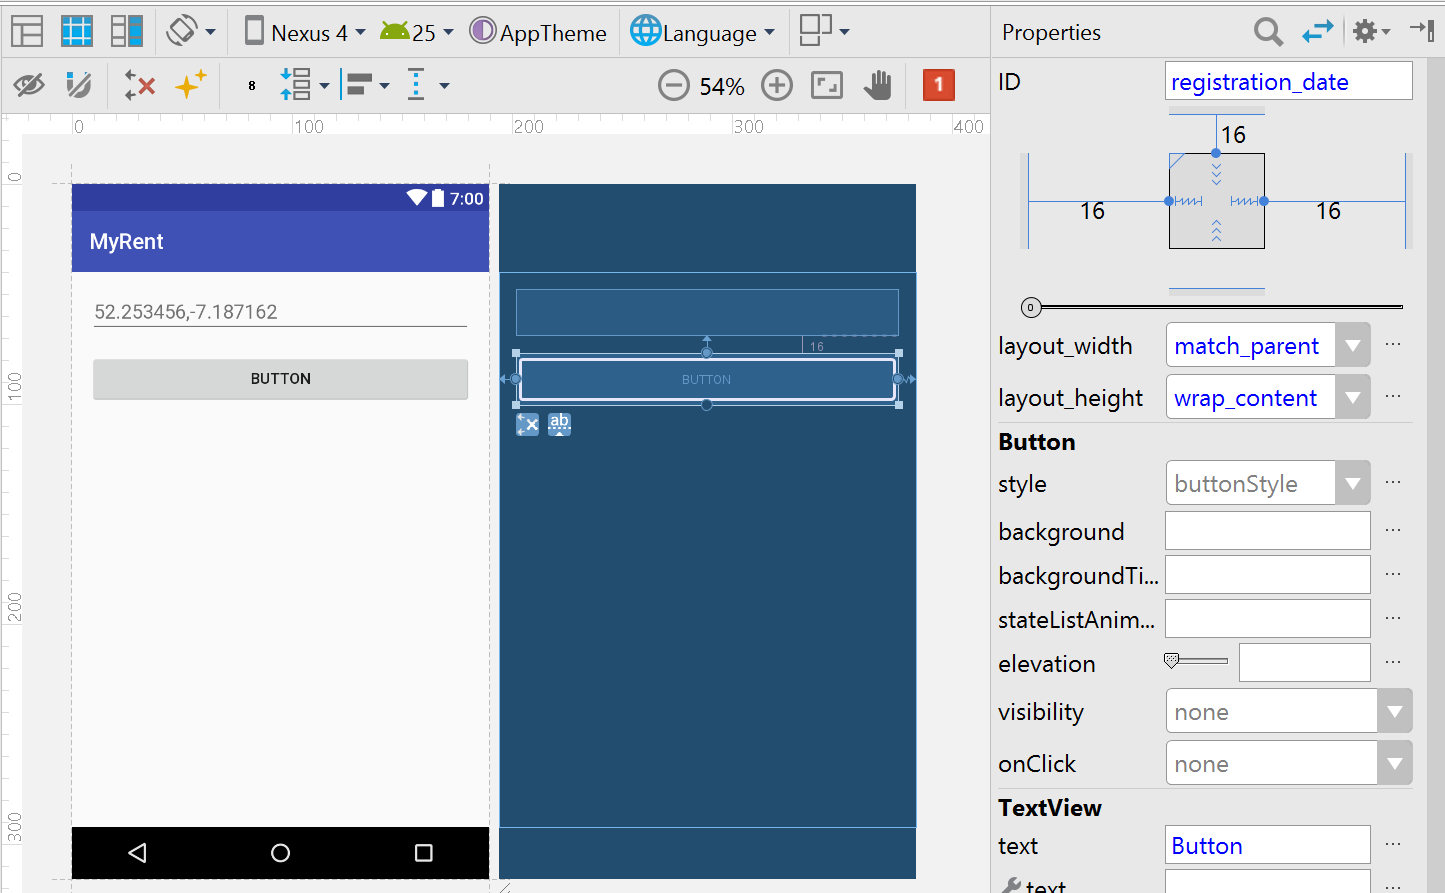 Nexus 4 25 AppTheme Language
Properties
8 54% 1
ID registration_date
0 100 200 300 400
16
16 16
0
0
100
200
300
7:00
MyRent
52.253456,-7.187162
BUTTON
16
BUTTON
ab
layout_width match_parent ...
layout_height wrap_content ...
Button
style buttonStyle ...
background ...
backgroundTi... ...
stateListAnim... ...
elevation ...
visibility none
onClick none
TextView
text Button ...
text ...